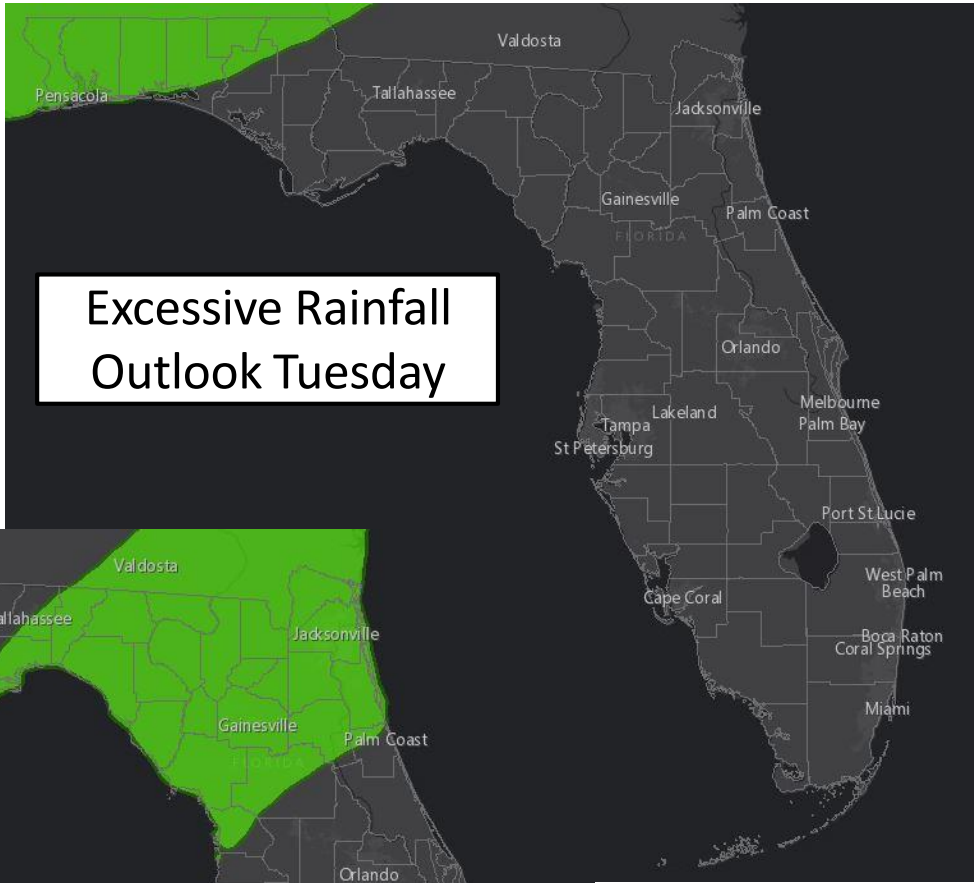 Valdosta
Pensacola
Tallahassee
Jacksonville
Gainesville
Palm Coast
FLORIDA
Excessive Rainfall
Outlook Tuesday
Orlando
Melbourne
Lakeland
Tampa
Palm Bay
St Petersburg
Port St Lucie
West Palm
Beach
Cape Coral
Boca Raton
Coral Springs
Miami
Valdosta
allahassee
Jacksonville
Gainesville
Palm Coast
FLORIDA
Orlando